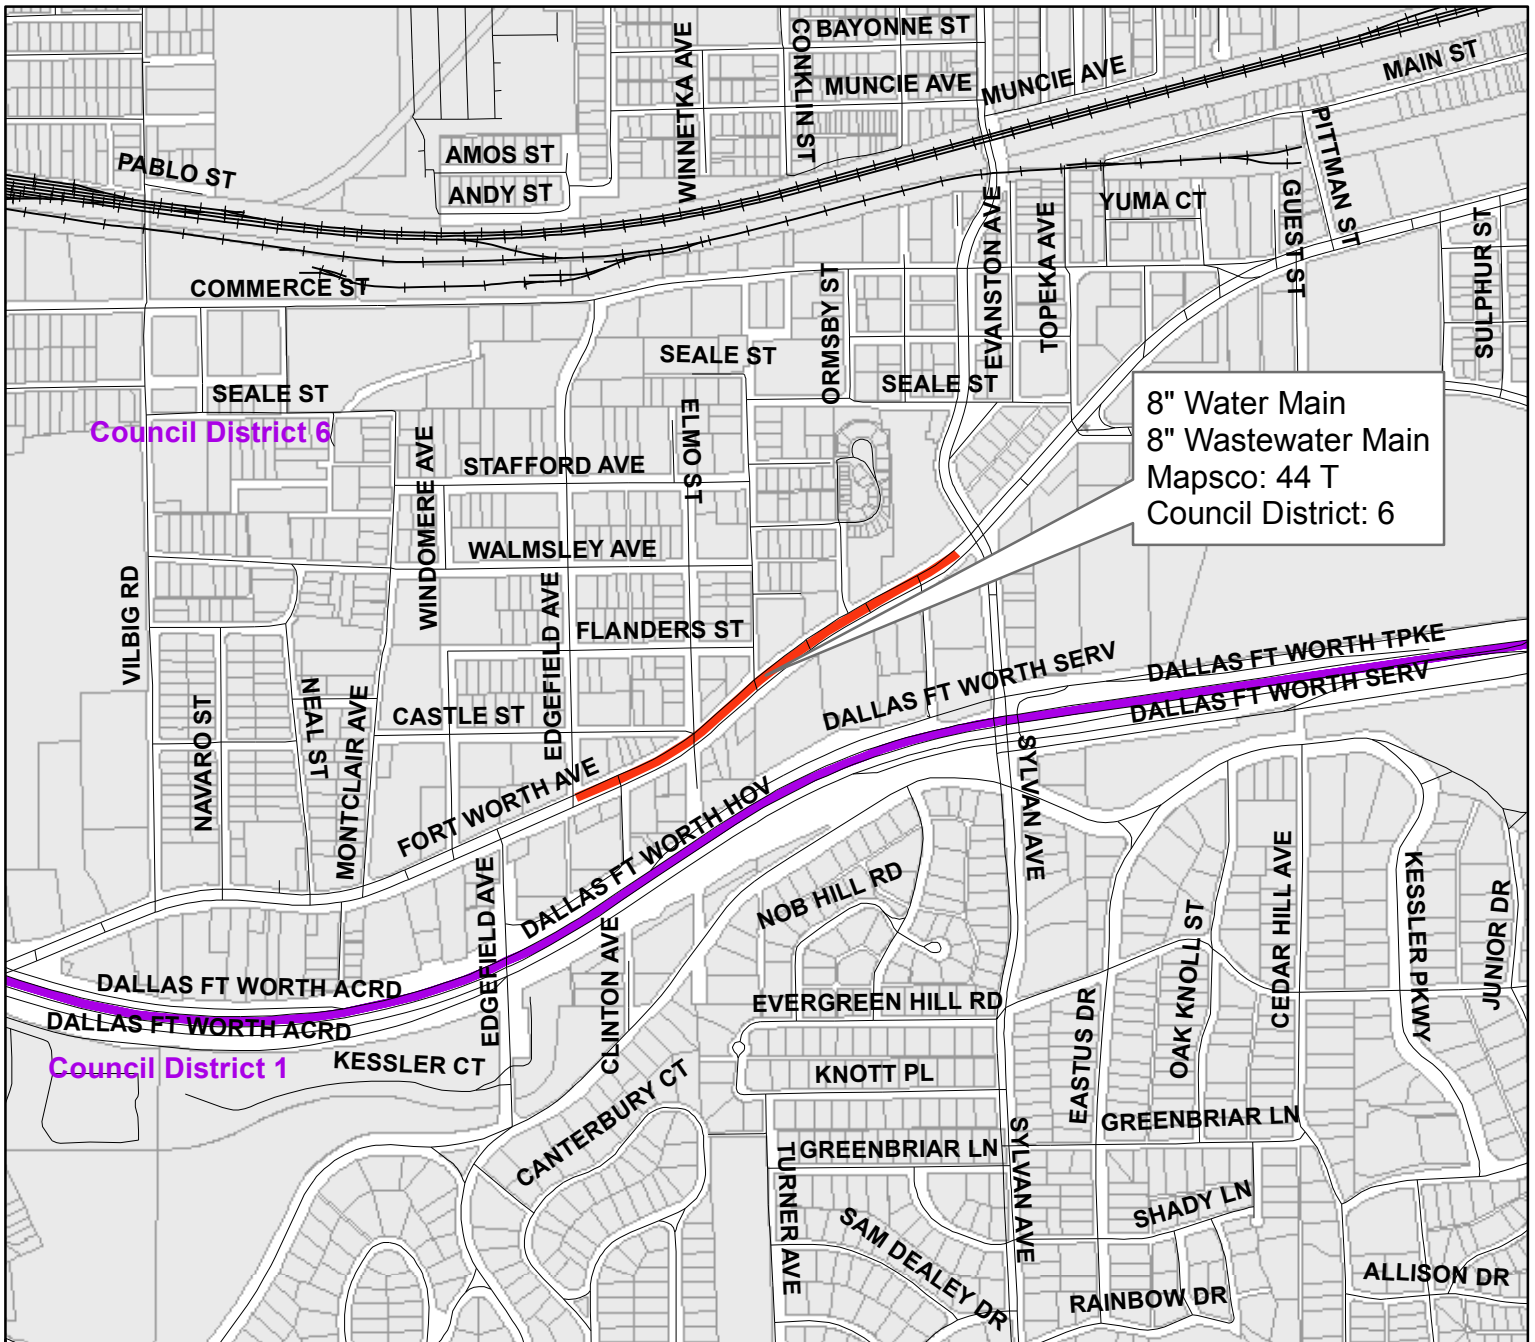 BAYONNE ST
WINNETKA AVE
CONKLIN ST
MAIN ST
MUNCIE AVE
MUNCIE AVE
PITTMAN ST
AMOS ST
PABLO ST
ANDY ST
YUMA CT
EVANSTON AVE
TOPEKA AVE
GUEST ST
SULPHUR ST
COMMERCE ST
ORMSBY ST
SEALE ST
SEALE ST
SEALE ST
Council District 6
8" Water Main
8" Wastewater Main
Mapsco: 44 T
Council District: 6
ELMO ST
WINDOMERE AVE
STAFFORD AVE
WALMSLEY AVE
VILBIG RD
EDGEFIELD AVE
FLANDERS ST
DALLAS FT WORTH TPKE
DALLAS FT WORTH SERV
DALLAS FT WORTH SERV
NAVARO ST
NEAL ST
MONTCLAIR AVE
CASTLE ST
FORT WORTH AVE
DALLAS FT WORTH HOV
SYLVAN AVE
EDGEFIELD AVE
NOB HILL RD
CLINTON AVE
OAK KNOLL ST
CEDAR HILL AVE
KESSLER PKWY
JUNIOR DR
DALLAS FT WORTH ACRD
EVERGREEN HILL RD
DALLAS FT WORTH ACRD
Council District 1
KESSLER CT
KNOTT PL
EASTUS DR
CANTERBURY CT
GREENBRIAR LN
GREENBRIAR LN
TURNER AVE
SYLVAN AVE
SHADY LN
SAM DEALEY DR
ALLISON DR
RAINBOW DR